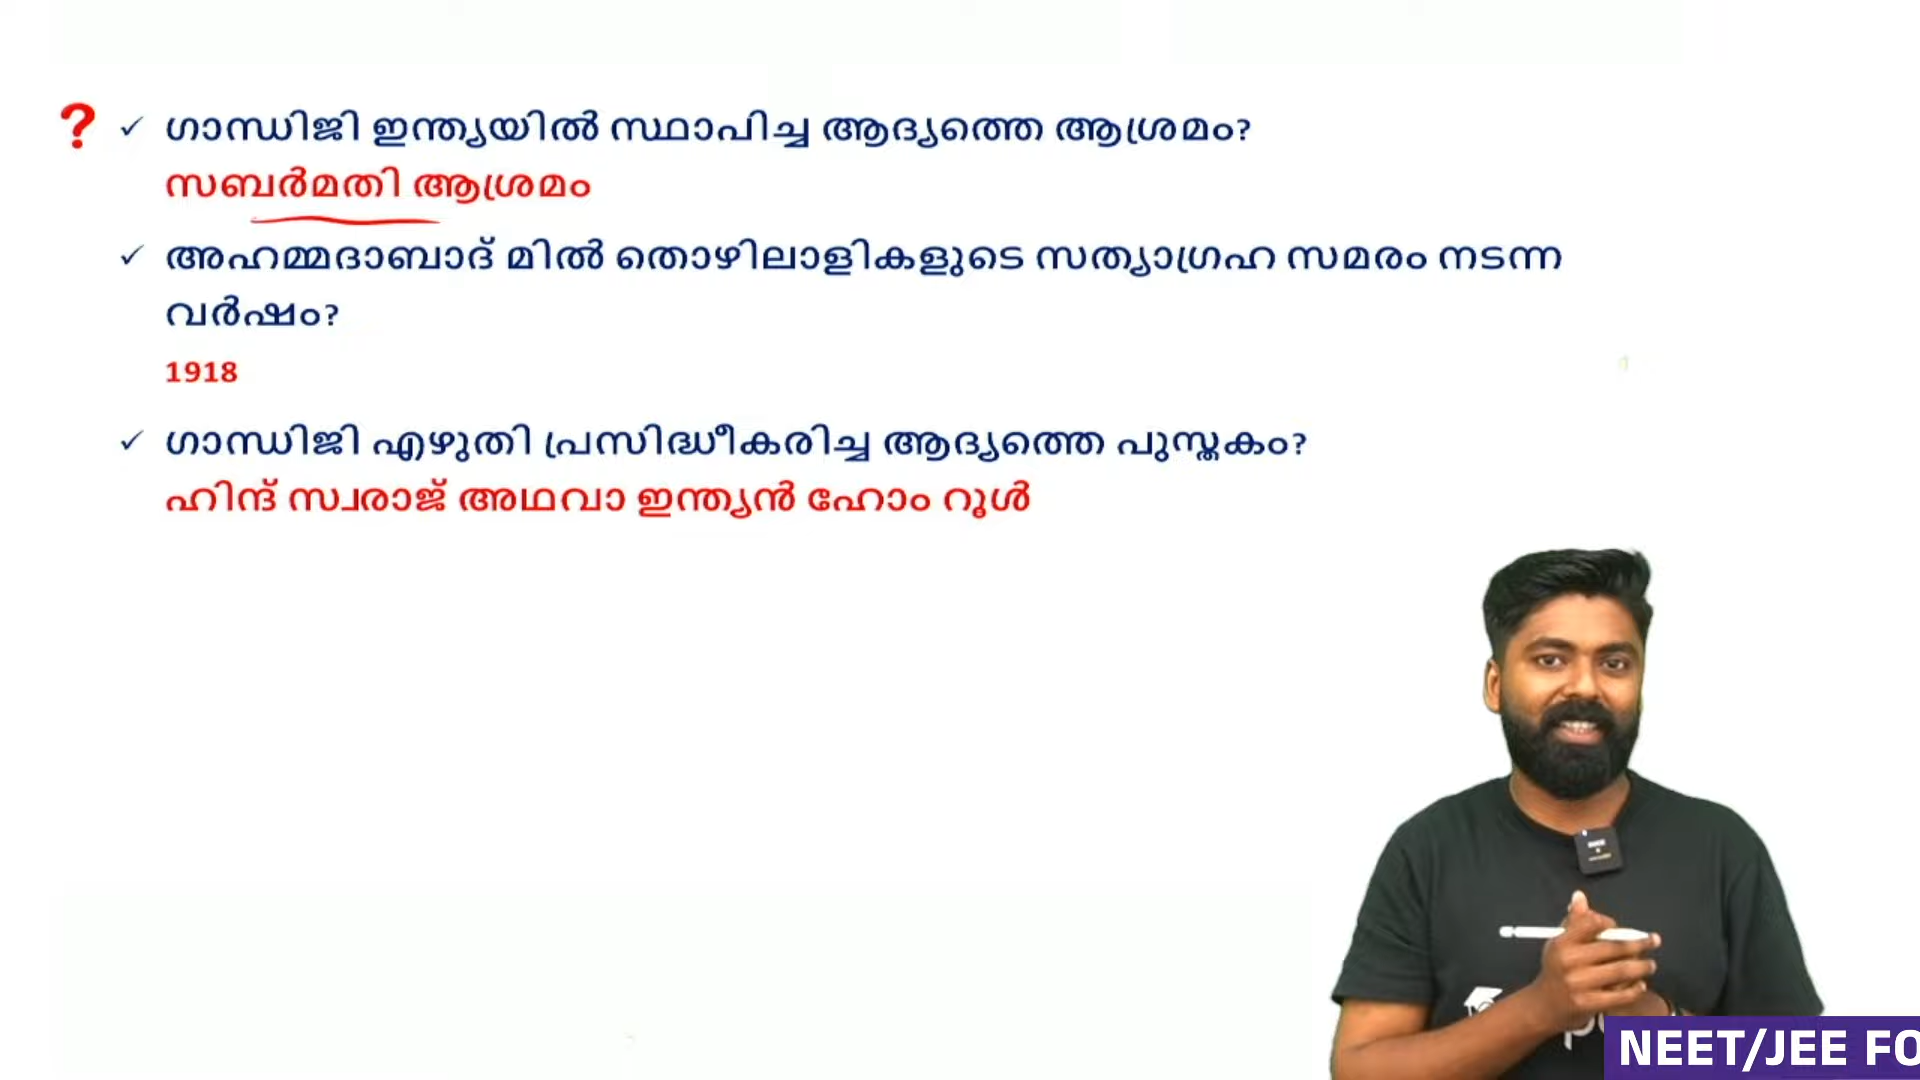 ? ✓ ഗാന്ധിജി ഇന്ത്യയിൽ സ്ഥാപിച്ച ആദ്യത്തെ ആശ്രമം?
സബർമതി ആശ്രമം
✓ അഹമ്മദാബാദ് മിൽ തൊഴിലാളികളുടെ സത്യാഗ്രഹ സമരം നടന്ന
വർഷം?
1918
✓ ഗാന്ധിജി എഴുതി പ്രസിദ്ധീകരിച്ച ആദ്യത്തെ പുസ്തകം?
ഹിന്ദ് സ്വരാജ് അഥവാ ഇന്ത്യൻ ഹോം റൂൾ
NEET/JEE FO